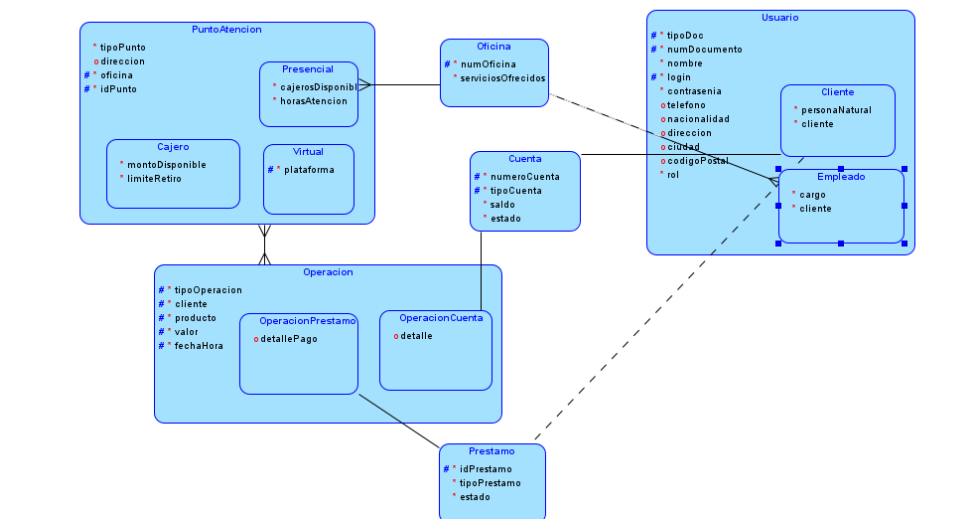 PuntoAtencion
* tipoPunto
o direccion
# * oficina
# * idPunto
Presencial
* cajerosDisponibl
* horasAtencion
Cajero
* montoDisponible
* limiteRetiro
Virtual
# * plataforma
Oficina
# * numOficina
* serviciosOfrecidos
Usuario
# * tipoDoc
# * numDocumento
* nombre
# * login
* contrasenia
o telefono
o nacionalidad
o direccion
o ciudad
o codigoPostal
* rol
Cliente
* personaNatural
* cliente
Empleado
* cargo
* cliente
Cuenta
# * numeroCuenta
# * tipoCuenta
* saldo
* estado
Operacion
# * tipoOperacion
# * cliente
# * producto
# * valor
# * fechaHora
OperacionPrestamo
o detallePago
OperacionCuenta
o detalle
Prestamo
# * idPrestamo
* tipoPrestamo
* estado